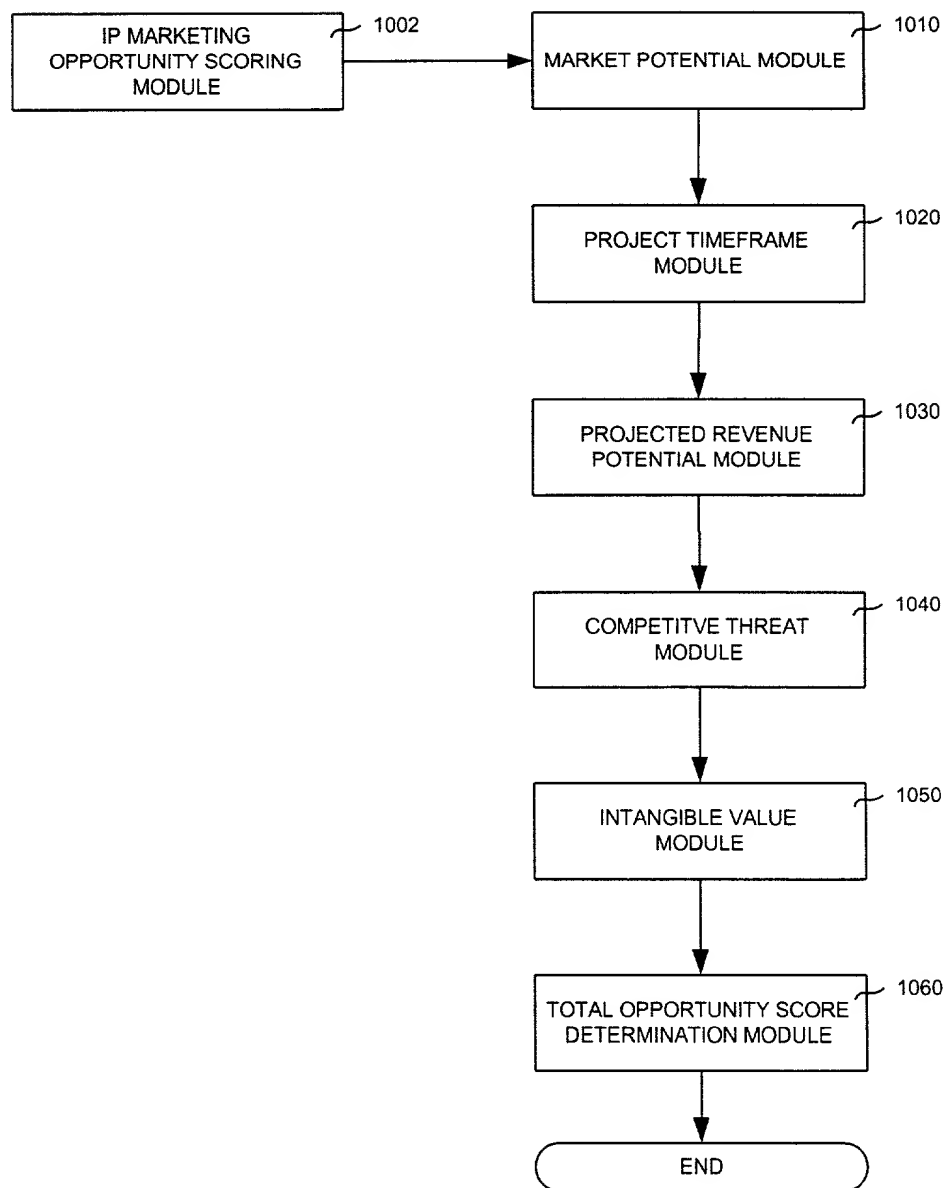 IP MARKETING
OPPORTUNITY SCORING
MODULE
1002
MARKET POTENTIAL MODULE
1010
PROJECT TIMEFRAME
MODULE
1020
PROJECTED REVENUE
POTENTIAL MODULE
1030
COMPETITVE THREAT
MODULE
1040
INTANGIBLE VALUE
MODULE
1050
TOTAL OPPORTUNITY SCORE
DETERMINATION MODULE
1060
END